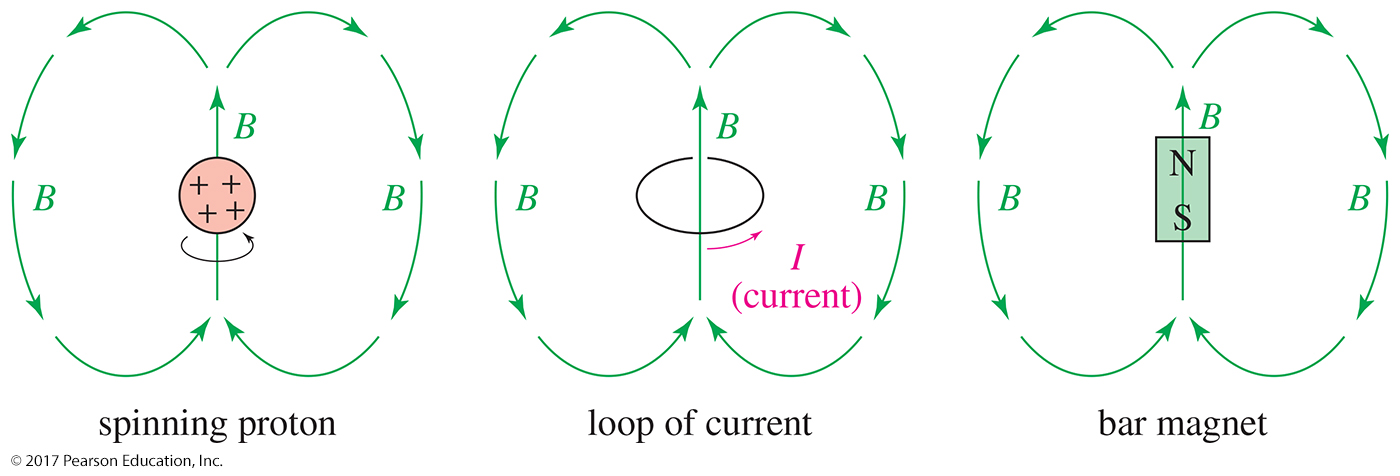 B
B
B
+ +
+ +
spinning proton
B
B
B
I
(current)
loop of current
B
B
B
N
S
bar magnet
© 2017 Pearson Education, Inc.